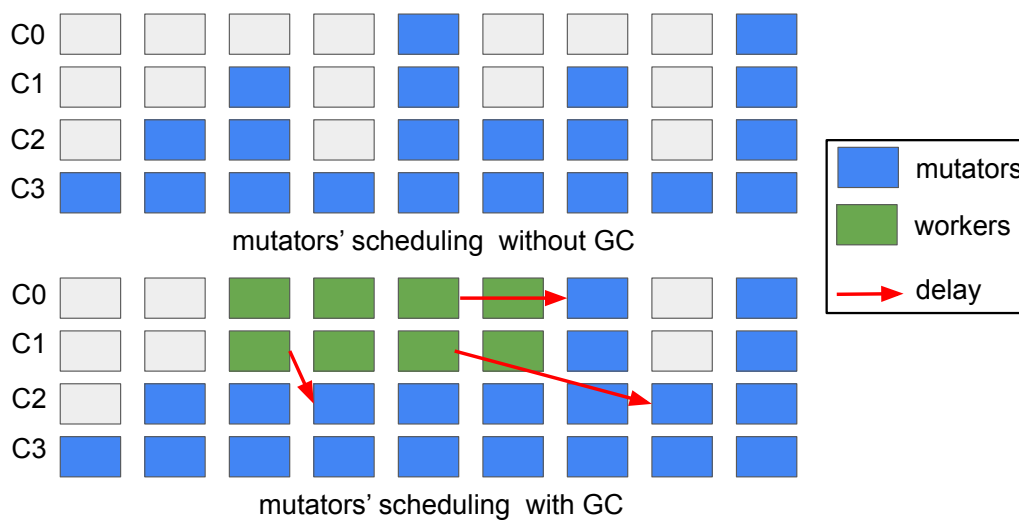 C0
C1
C2
C3
mutators' scheduling without GC
C0
C1
C2
C3
mutators' scheduling with GC
mutators
workers
delay